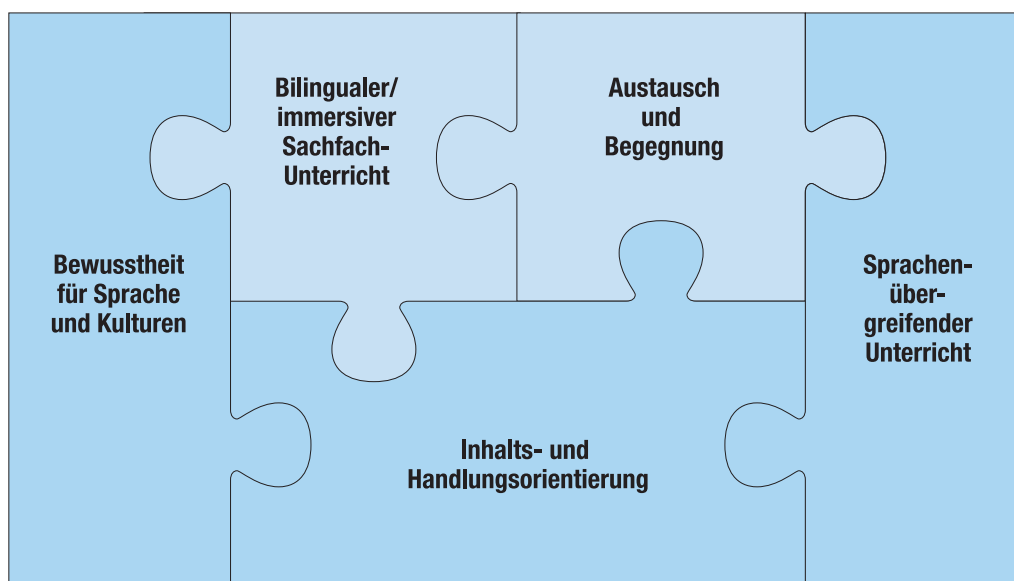 Bilingualer/
immersiver
Sachfach-
Unterricht
Austausch
und
Begegnung
Bewusstheit
für Sprache
und Kulturen
Sprachen-
über-
greifender
Unterricht
Inhalts- und
Handlungsorientierung